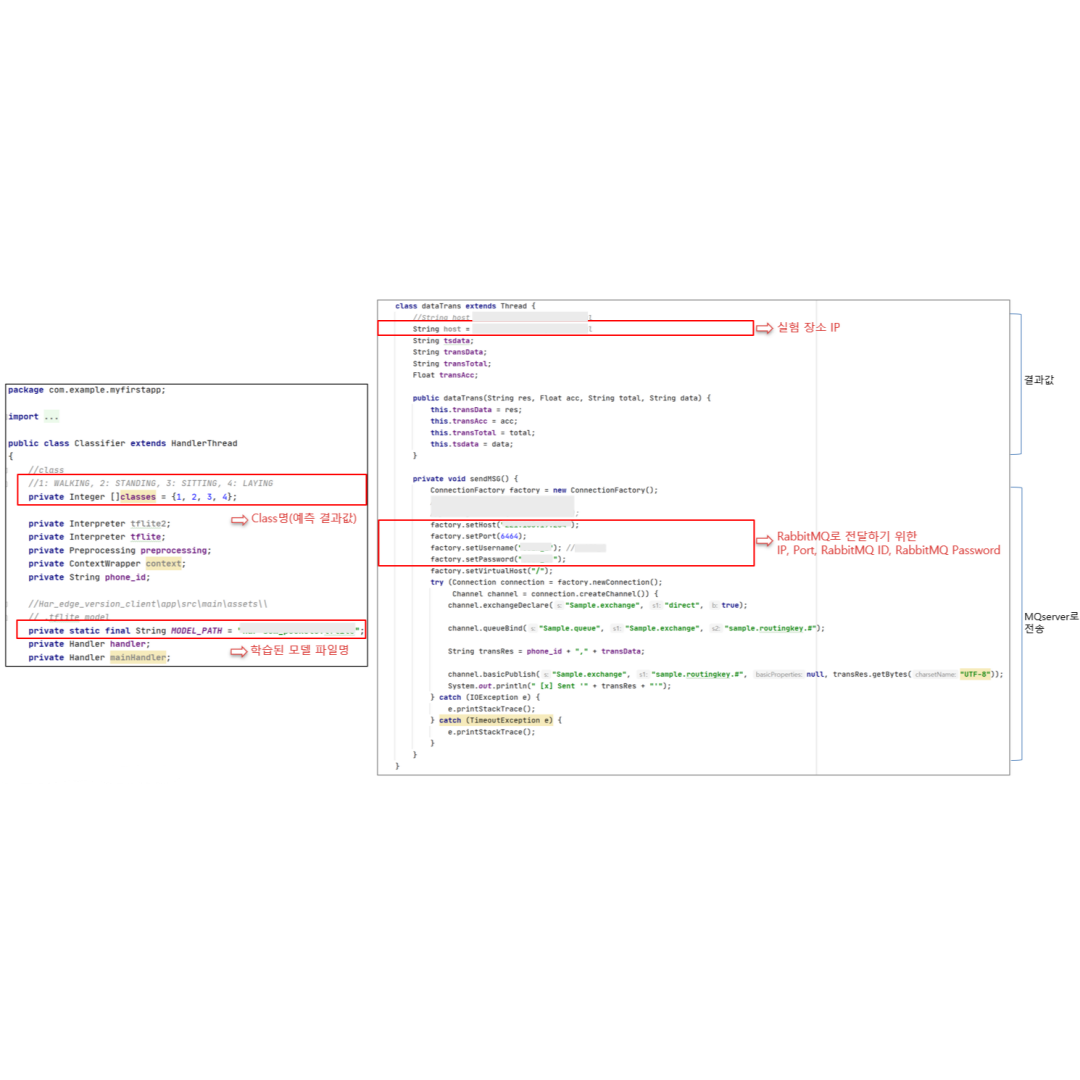 package com.example.myfirstapp;
import ...
public class Classifier extends HandlerThread
{
//class
//1: WALKING, 2: STANDING, 3: SITTING, 4: LAYING
private Integer []classes = {1, 2, 3, 4};
Class명(예측 결과값)
private Interpreter tflite2;
private Interpreter tflite;
private Preprocessing preprocessing;
private ContextWrapper context;
private String phone_id;
//Har_edge_version_client\app\src\main\assets\\
// .tflite model
private static final String MODEL_PATH = " ";
private Handler handler;
학습된 모델 파일명
private Handler mainHandler;
class dataTrans extends Thread {
//String host
String host =
실험 장소 IP
String tsdata;
String transData;
String transTotal;
Float transAcc;
public dataTrans(String res, Float acc, String total, String data) {
this.transData = res;
this.transAcc = acc;
this.transTotal = total;
this.tsdata = data;
}
결과값
private void sendMSG() {
ConnectionFactory factory = new ConnectionFactory();
factory.setHost(" ");
factory.setPort(6464);
factory.setUsername(" "); //
factory.setPassword(" ");
RabbitMQ로 전달하기 위한
IP, Port, RabbitMQ ID, RabbitMQ Password
factory.setVirtualHost("/");
try (Connection connection = factory.newConnection();
Channel channel = connection.createChannel()) {
channel.exchangeDeclare( s: "Sample.exchange", s1: "direct", b: true);
channel.queueBind( s: "Sample.queue", s1: "Sample.exchange", s2: "sample.routingkey.#");
String transRes = phone_id + "," + transData;
channel.basicPublish( s: "Sample.exchange", s1: "sample.routingkey.#", basicProperties: null, transRes.getBytes( charsetName: "UTF-8"));
System.out.println(" [x] Sent '" + transRes + "'");
} catch (IOException e) {
e.printStackTrace();
} catch (TimeoutException e) {
e.printStackTrace();
}
}
}
MQserver로
전송